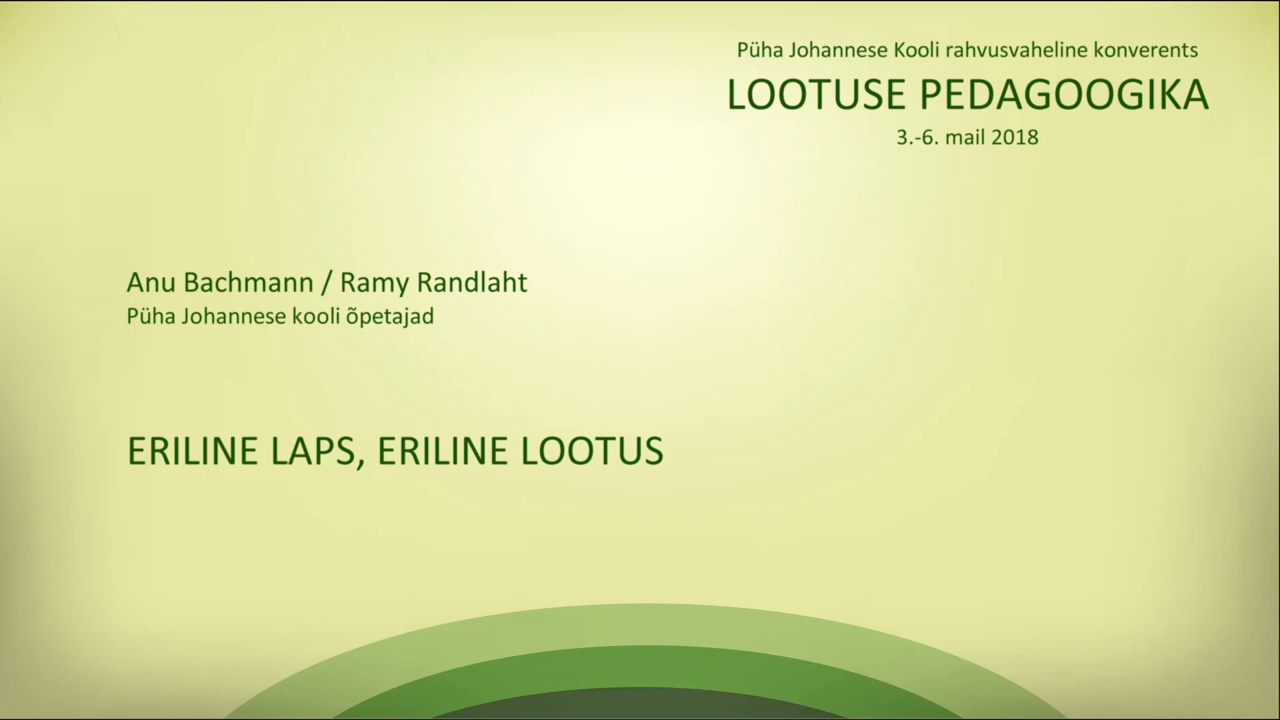 Püha Johannese Kooli rahvusvaheline konverents
LOOTUSE PEDAGOOGIKA
3.-6. mail 2018
Anu Bachmann / Ramy Randlaht
Püha Johannese kooli õpetajad
ERILINE LAPS, ERILINE LOOTUS